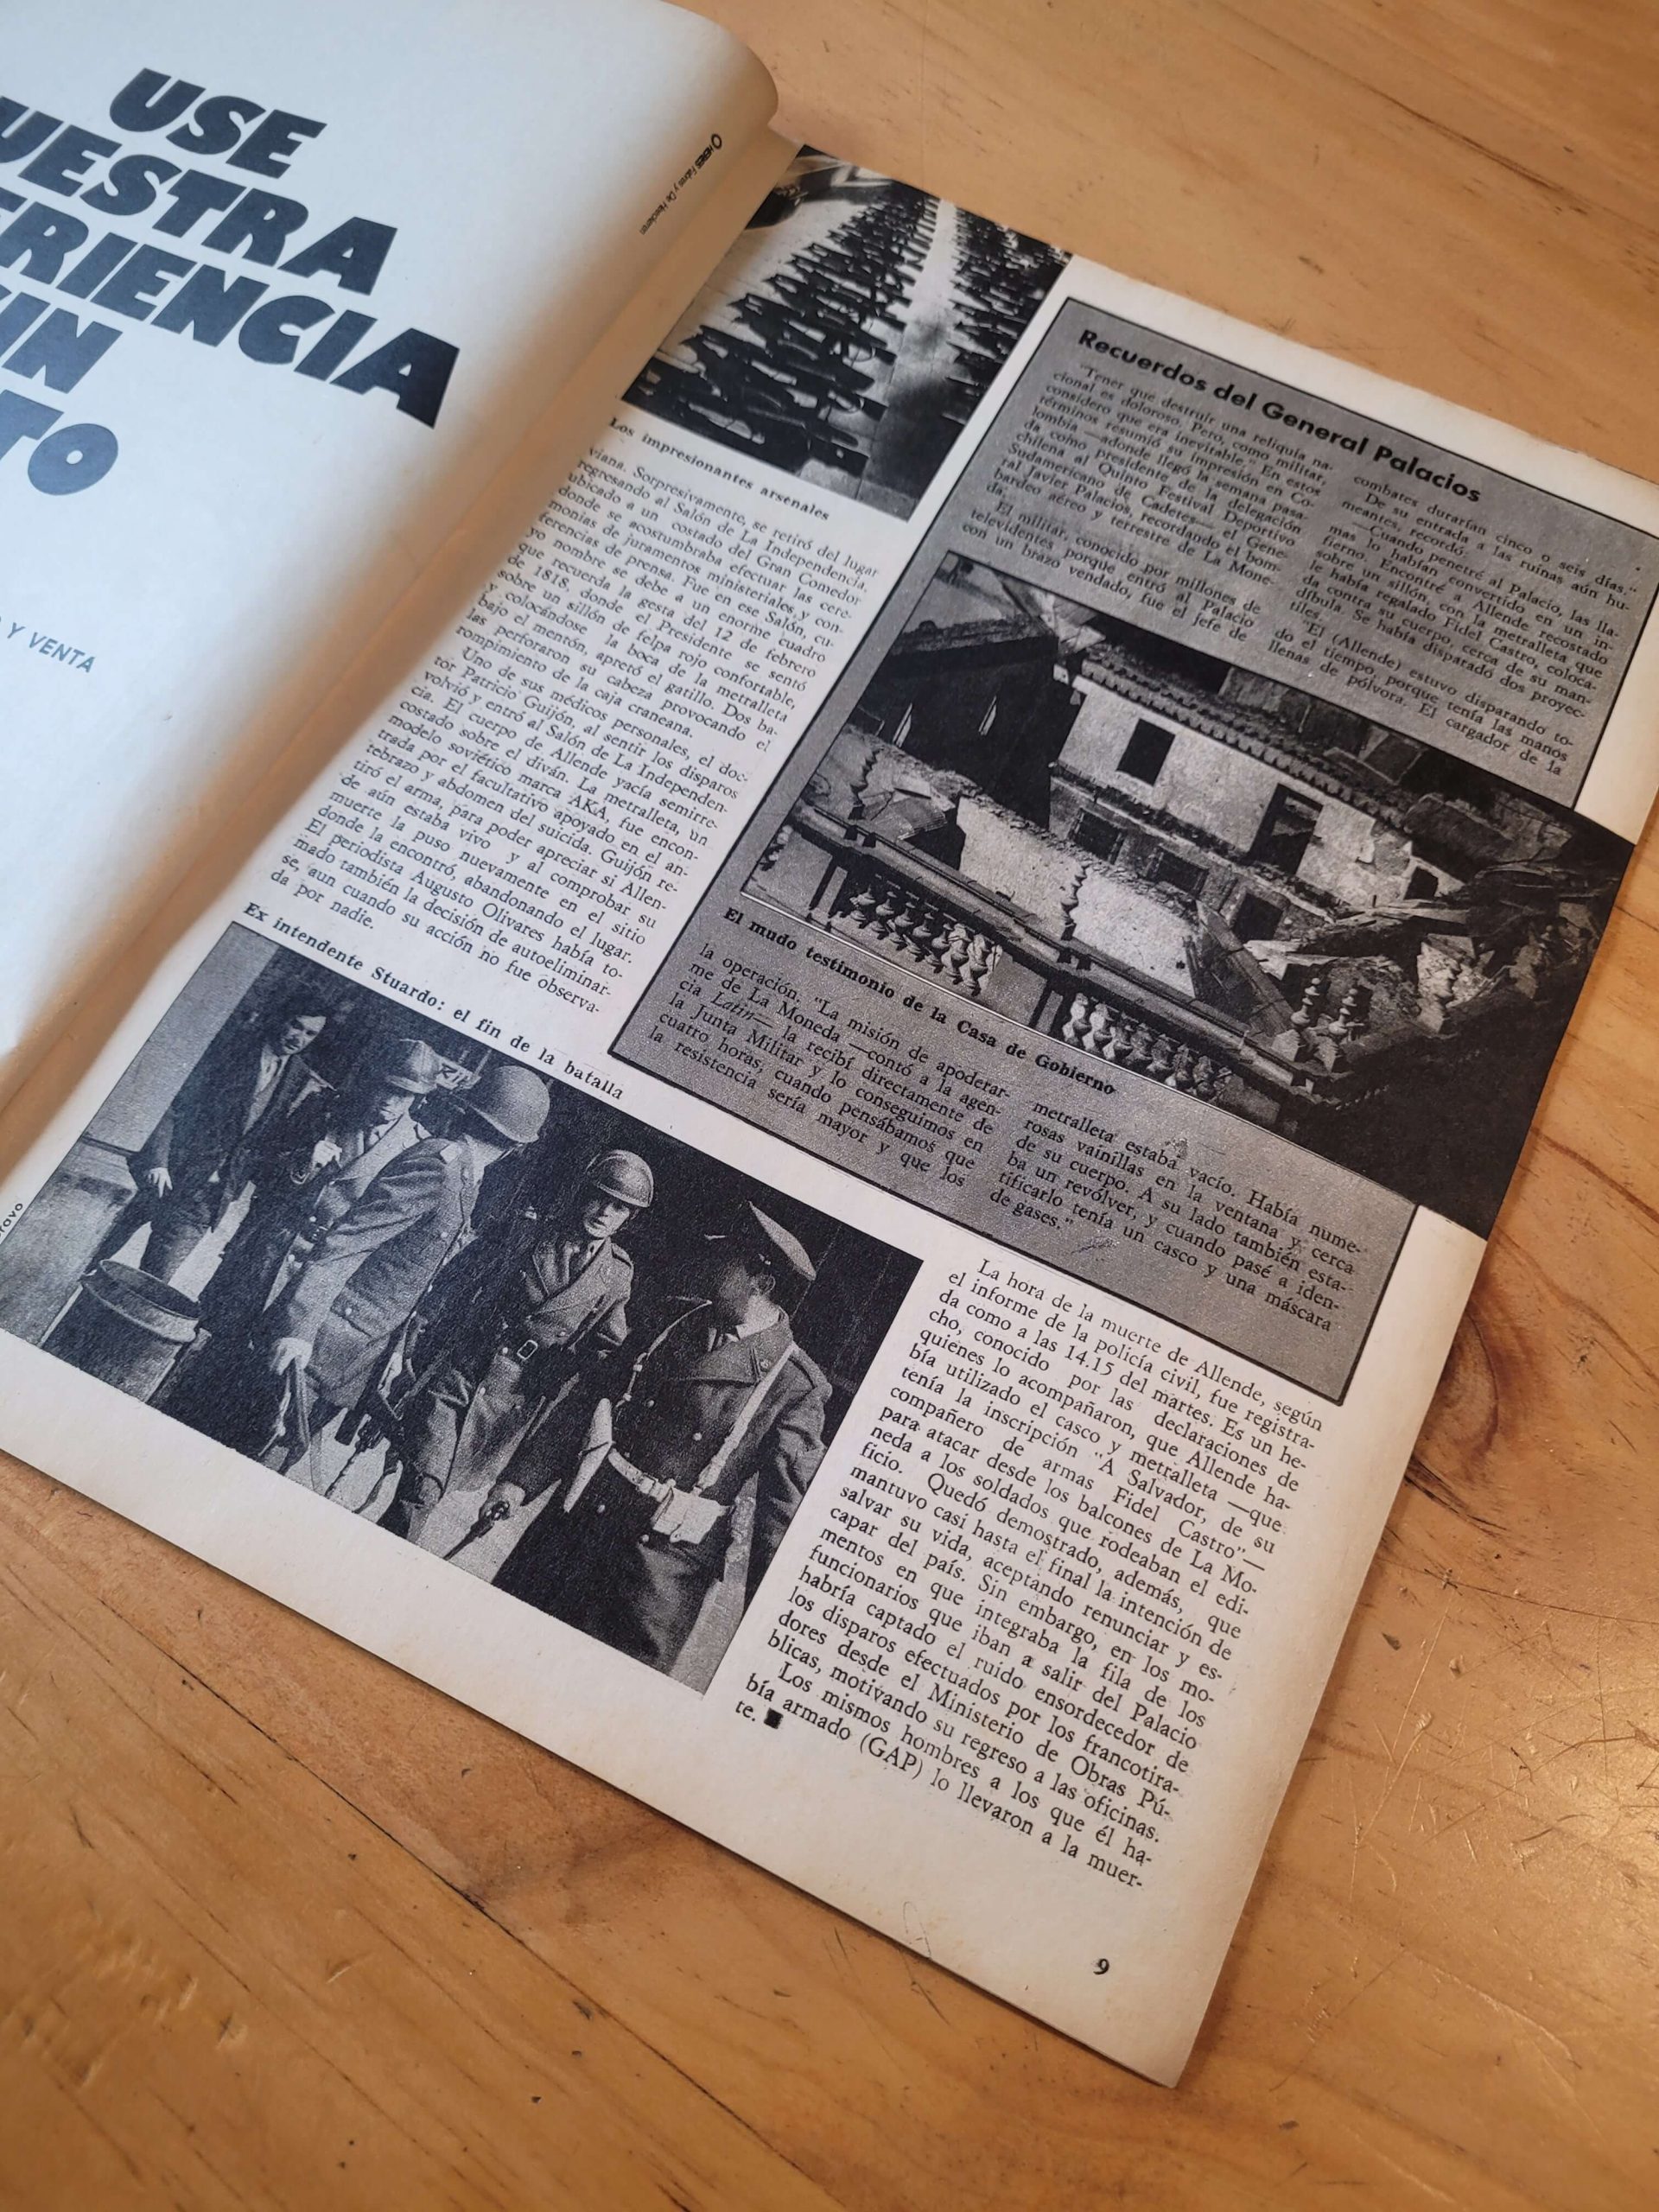 USE
ERIENCIA
TO
Y VENTA
Los impresionantes arsenales
viana. Sorpresivamente, se retiró del lugar
regresando al Salón de La Independencia,
ubicado a un costado del Gran Comedor
donde se acostumbraba efectuar las cere-
monias de juramentos ministeriales y con-
ferencias de prensa. Fue en ese Salón, cu-
yo nombre se debe a un enorme cuadro
que recuerda la gesta del 12 de febrero
de 1818, donde el Presidente se sentó
sobre un sillón de felpa rojo confortable,
y colocándose la boca de la metralleta
bajo el mentón, apretó el gatillo. Dos ba-
las perforaron su cabeza provocando el
rompimiento de la caja craneana.
Uno de sus médicos personales, el doc-
tor Patricio Guijón, al sentir los disparos
volvió y entró al Salón de La Independen-
cia.
El cuerpo de Allende yacía semirre-
costado sobre el diván. La metralleta, un
modelo soviético marca AKA, fue encon-
trada por el facultativo apoyado en el an-
tebrazo y abdomen del suicida. Guijón re-
tiró el arma, para poder apreciar si Allen-
de aún estaba vivo y al comprobar su
muerte la puso nuevamente en el sitio
donde la encontró, abandonando el lugar.
El periodista Augusto Olivares había to-
mado también la decisión de autoeliminar-
se, aun cuando su acción no fue observa-
da por nadie.
Ex intendente Stuardo: el fin de la batalla
Recuerdos del General Palacios
"Tener que destruir una reliquia na-
cional es doloroso. Pero, como militar,
considero que era inevitable." En estos
términos resumió su impresión en Co-
lombia —adonde llegó la semana pasa-
da como presidente de la delegación
chilena al Quinto Festival Deportivo
Sudamericano de Cadetes— el Gene-
ral Javier Palacios, recordando el bom-
bardeo aéreo y terrestre de La Mone-
da.
El militar, conocido por millones de
televidentes porque entró al Palacio
con un brazo vendado, fue el jefe de
El mudo testimonio de la Casa de Gobierno
la operación. "La misión de apoderar-
me de La Moneda —contó a la agen-
cia Latin— la recibí directamente de
la Junta Militar y lo conseguimos en
cuatro horas, cuando pensábamos que
la resistencia sería mayor y que los
combates durarían cinco o seis días."
De su entrada a las ruinas aún hu-
meantes, recordó:
—Cuando penetré al Palacio, las lla-
mas lo habían convertido en un in-
fierno. Encontré a Allende recostado
sobre un sillón, con la metralleta que
le había regalado Fidel Castro, coloca-
da contra su cuerpo, cerca de su man-
díbula. Se había disparado dos proyec-
tiles.
"El (Allende) estuvo disparando to-
do el tiempo porque tenía las manos
llenas de pólvora. El cargador de la
metralleta estaba vacío. Había nume-
rosas vainillas en la ventana y cerca
de su cuerpo. A su lado también esta-
ba un revólver, y cuando pasé a iden-
tificarlo tenía un casco y una máscara
de gases."
La hora de la muerte de Allende, según
el informe de la policía civil, fue registra-
da como a las 14.15 del martes. Es un he-
cho, conocido por las declaraciones de
quienes lo acompañaron, que Allende ha-
bía utilizado el casco y metralleta —que
tenía la inscripción "A Salvador, de su
compañero de armas Fidel Castro"—
para atacar desde los balcones de La Mo-
neda a los soldados que rodeaban el edi-
ficio. Quedó demostrado, además, que
mantuvo casi hasta el final la intención de
salvar su vida, aceptando renunciar y es-
capar del país. Sin embargo, en los mo-
mentos en que integraba la fila de los
funcionarios que iban a salir del Palacio
habría captado el ruido ensordecedor de
los disparos efectuados por los francotira-
dores desde el Ministerio de Obras Pú-
blicas, motivando su regreso a las oficinas.
Los mismos hombres a los que él ha-
bía armado (GAP) lo llevaron a la muer-
te.
9